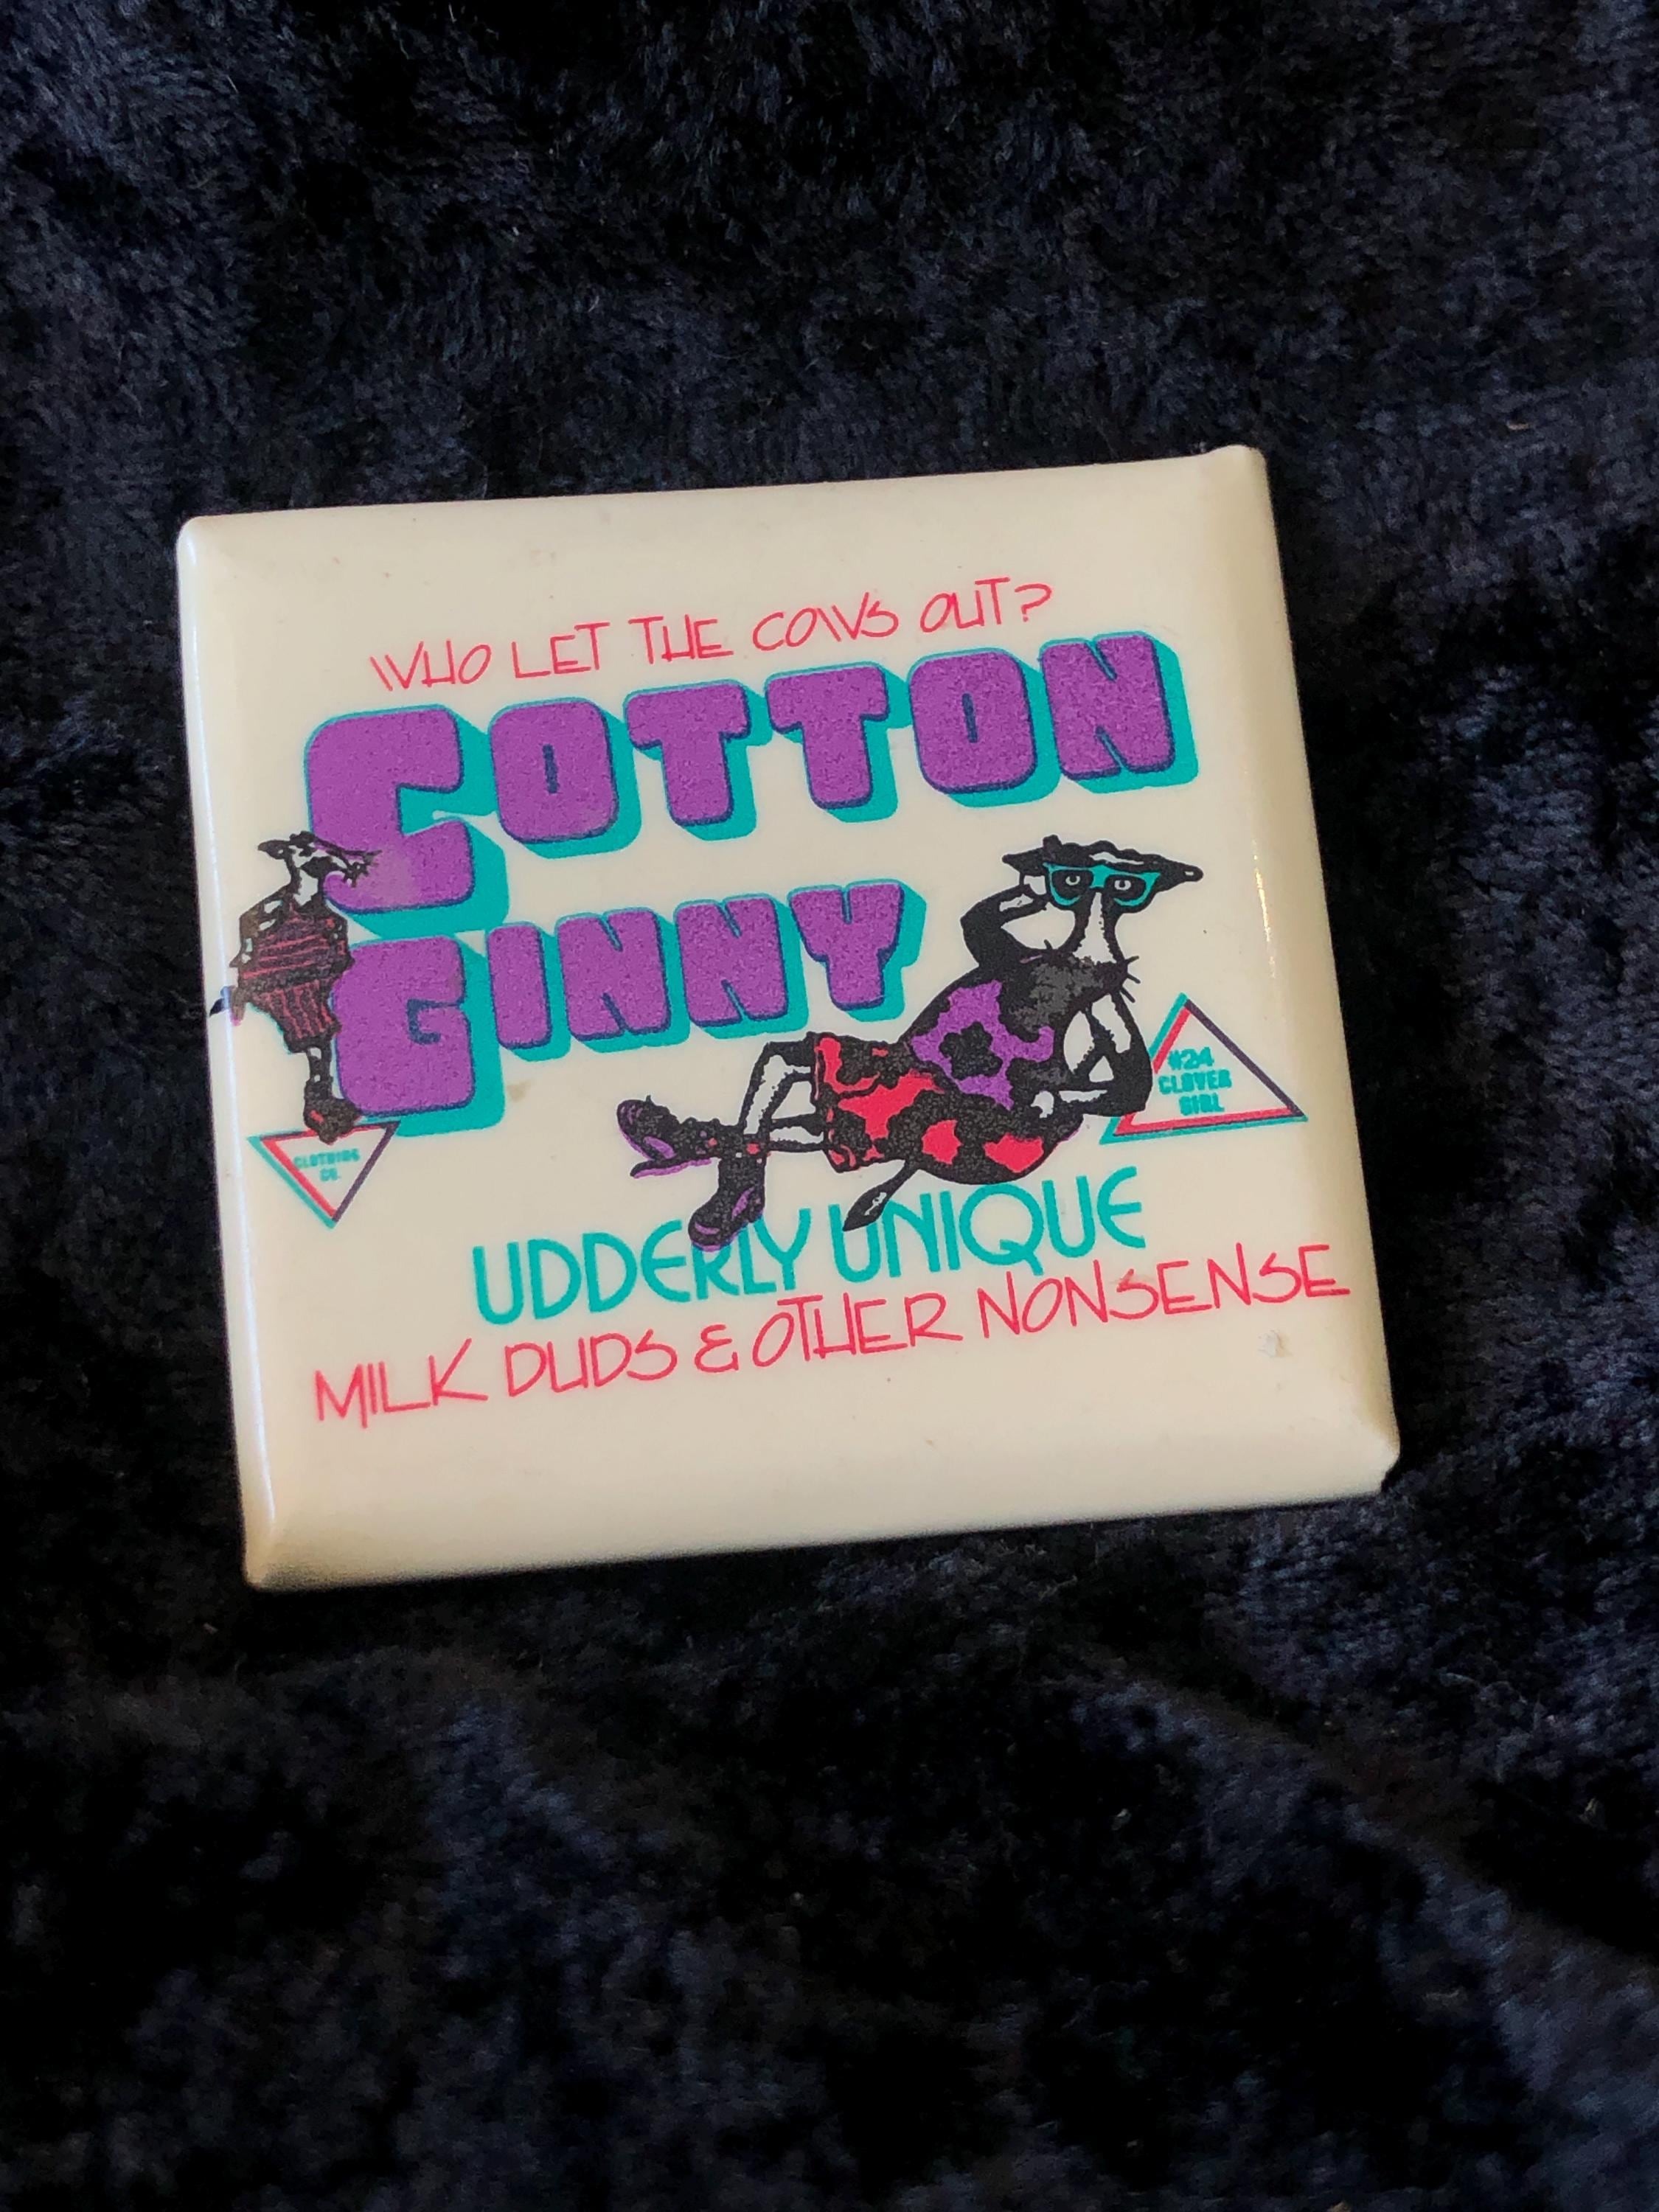 WHO LET THE COWS OUT?
COTTON
GINNY
#24
CLOVER
GIRL
CLOTHING
CO.
UDDERLY UNIQUE
MILK DUDS & OTHER NONSENSE